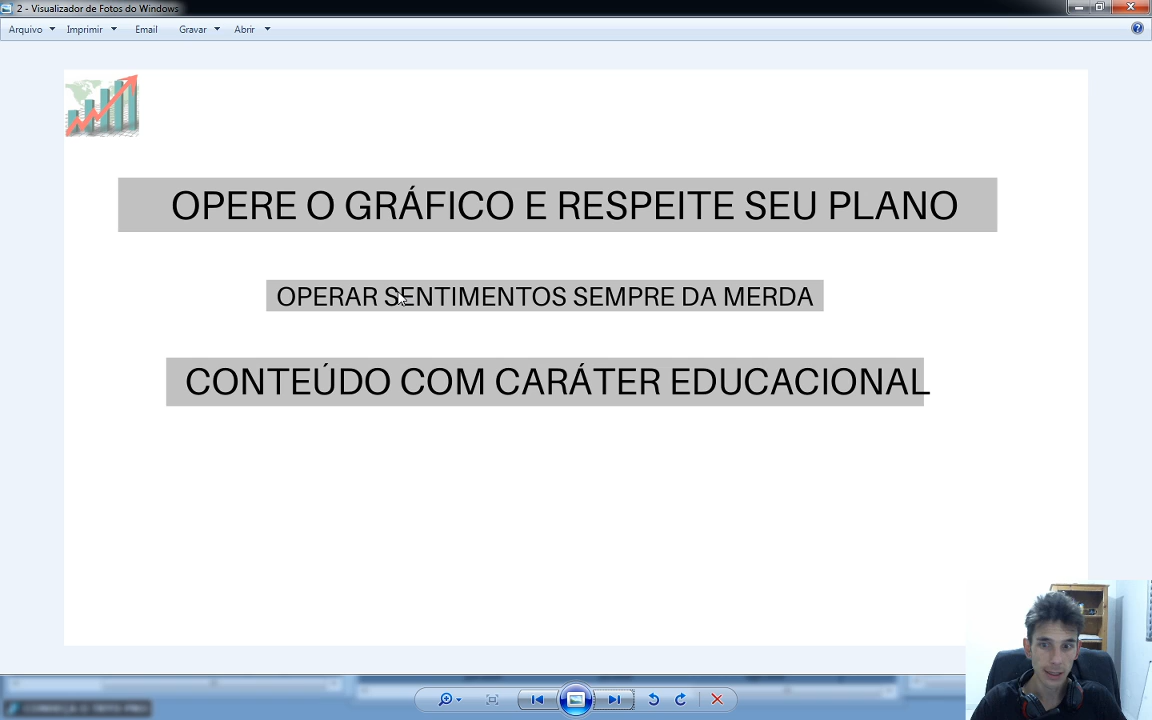 2 - Visualizador de Fotos do Windows
Arquivo Imprimir Email Gravar Abrir
OPERE O GRÁFICO E RESPEITE SEU PLANO
OPERAR SENTIMENTOS SEMPRE DA MERDA
CONTEÚDO COM CARÁTER EDUCACIONAL